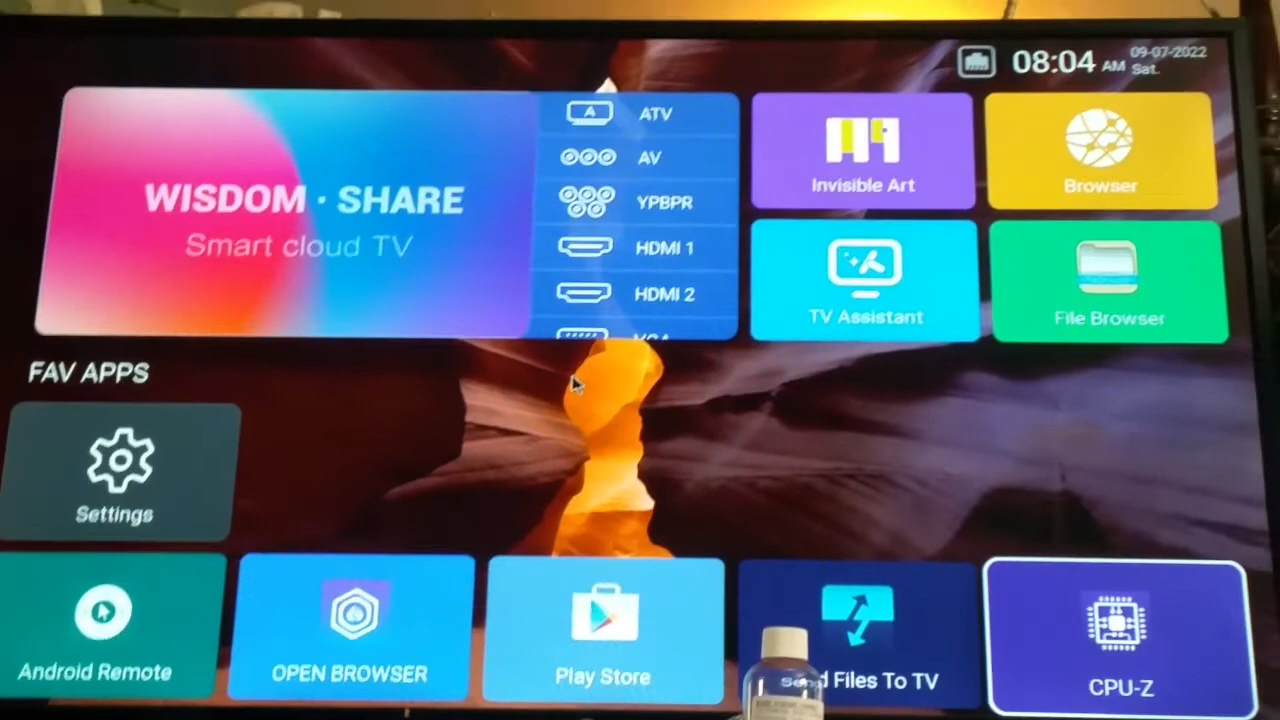 08:04 AM
09-07-2022
Sat.
WISDOM · SHARE
Smart cloud TV
ATV
AV
YPBPR
HDMI 1
HDMI 2
VGA
Invisible Art
Browser
TV Assistant
File Browser
FAV APPS
Settings
Android Remote
OPEN BROWSER
Play Store
Send Files To TV
CPU-Z